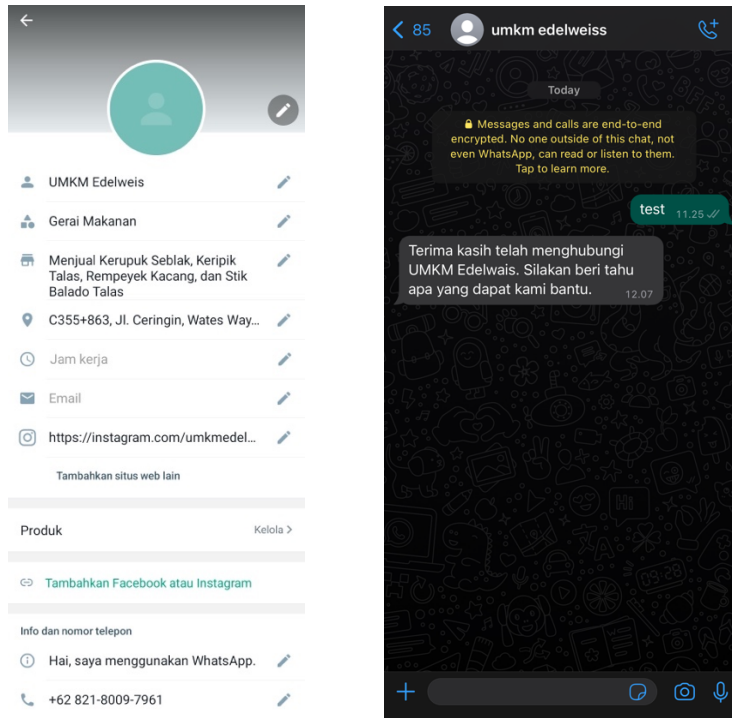 UMKM Edelweis
Gerai Makanan
Menjual Kerupuk Seblak, Keripik
Talas, Rempeyek Kacang, dan Stik
Balado Talas
C355+863, Jl. Ceringin, Wates Way...
Jam kerja
Email
https://instagram.com/umkmedel...
Tambahkan situs web lain
Produk Kelola >
Tambahkan Facebook atau Instagram
Info dan nomor telepon
Hai, saya menggunakan WhatsApp.
+62 821-8009-7961
85 umkm edelweiss
Today
Messages and calls are end-to-end
encrypted. No one outside of this chat, not
even WhatsApp, can read or listen to them.
Tap to learn more.
test 11.25
Terima kasih telah menghubungi
UMKM Edelwais. Silakan beri tahu
apa yang dapat kami bantu. 12.07